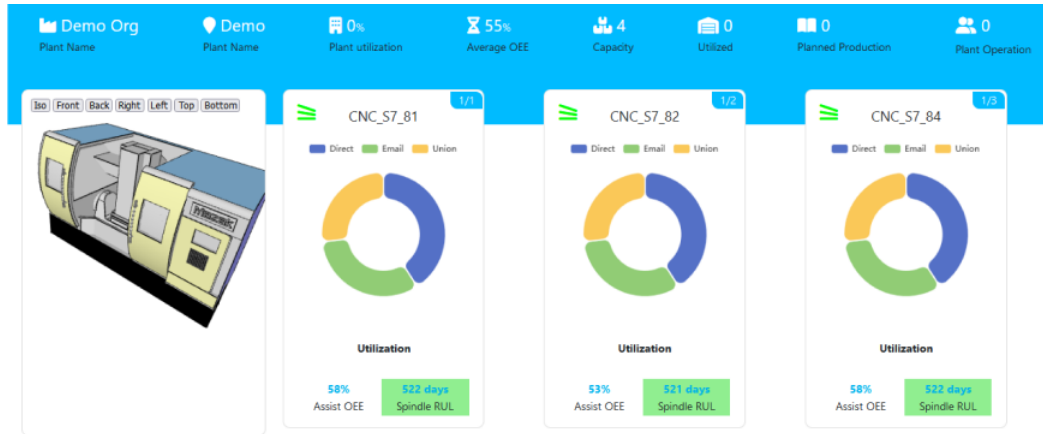 Demo Org
Plant Name
Demo
Plant Name
0%
Plant utilization
55%
Average OEE
4
Capacity
0
Utilized
0
Planned Production
0
Plant Operation
Iso Front Back Right Left Top Bottom
Mazak
1/1
CNC_S7_81
Direct Email Union
Utilization
58%
Assist OEE
522 days
Spindle RUL
1/2
CNC_S7_82
Direct Email Union
Utilization
53%
Assist OEE
521 days
Spindle RUL
1/3
CNC_S7_84
Direct Email Union
Utilization
58%
Assist OEE
522 days
Spindle RUL